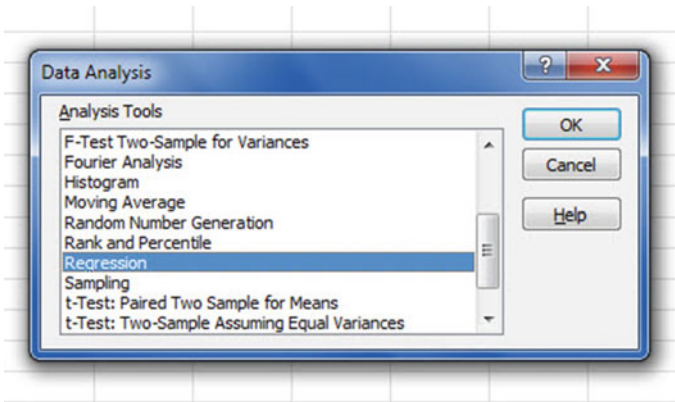 Data Analysis
?
Analysis Tools
F-Test Two-Sample for Variances
Fourier Analysis
Histogram
Moving Average
Random Number Generation
Rank and Percentile
Regression
Sampling
t-Test: Paired Two Sample for Means
t-Test: Two-Sample Assuming Equal Variances
OK
Cancel
Help